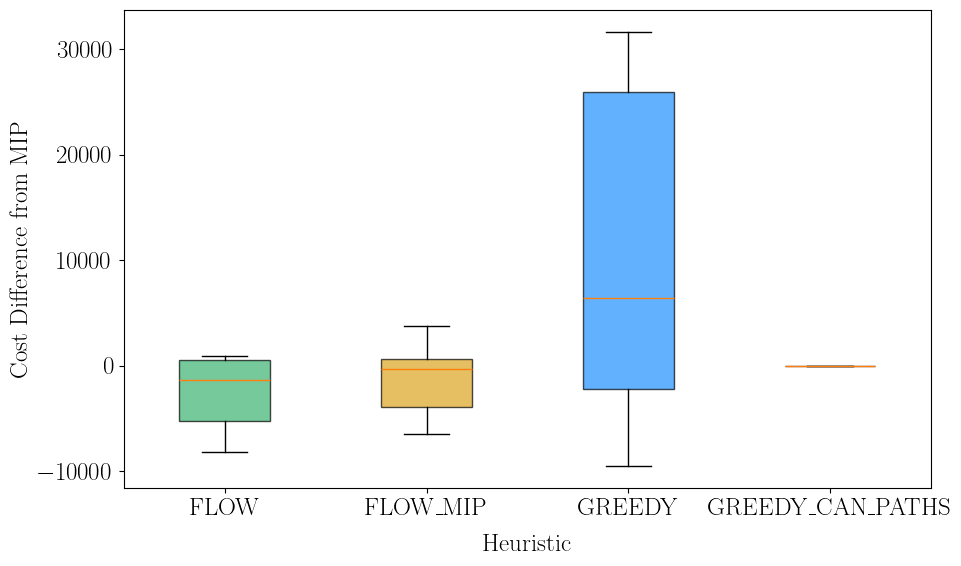 Cost Difference from MIP
30000
20000
10000
0
−10000
FLOW
FLOW_MIP
GREEDY
GREEDY_CAN_PATHS
Heuristic